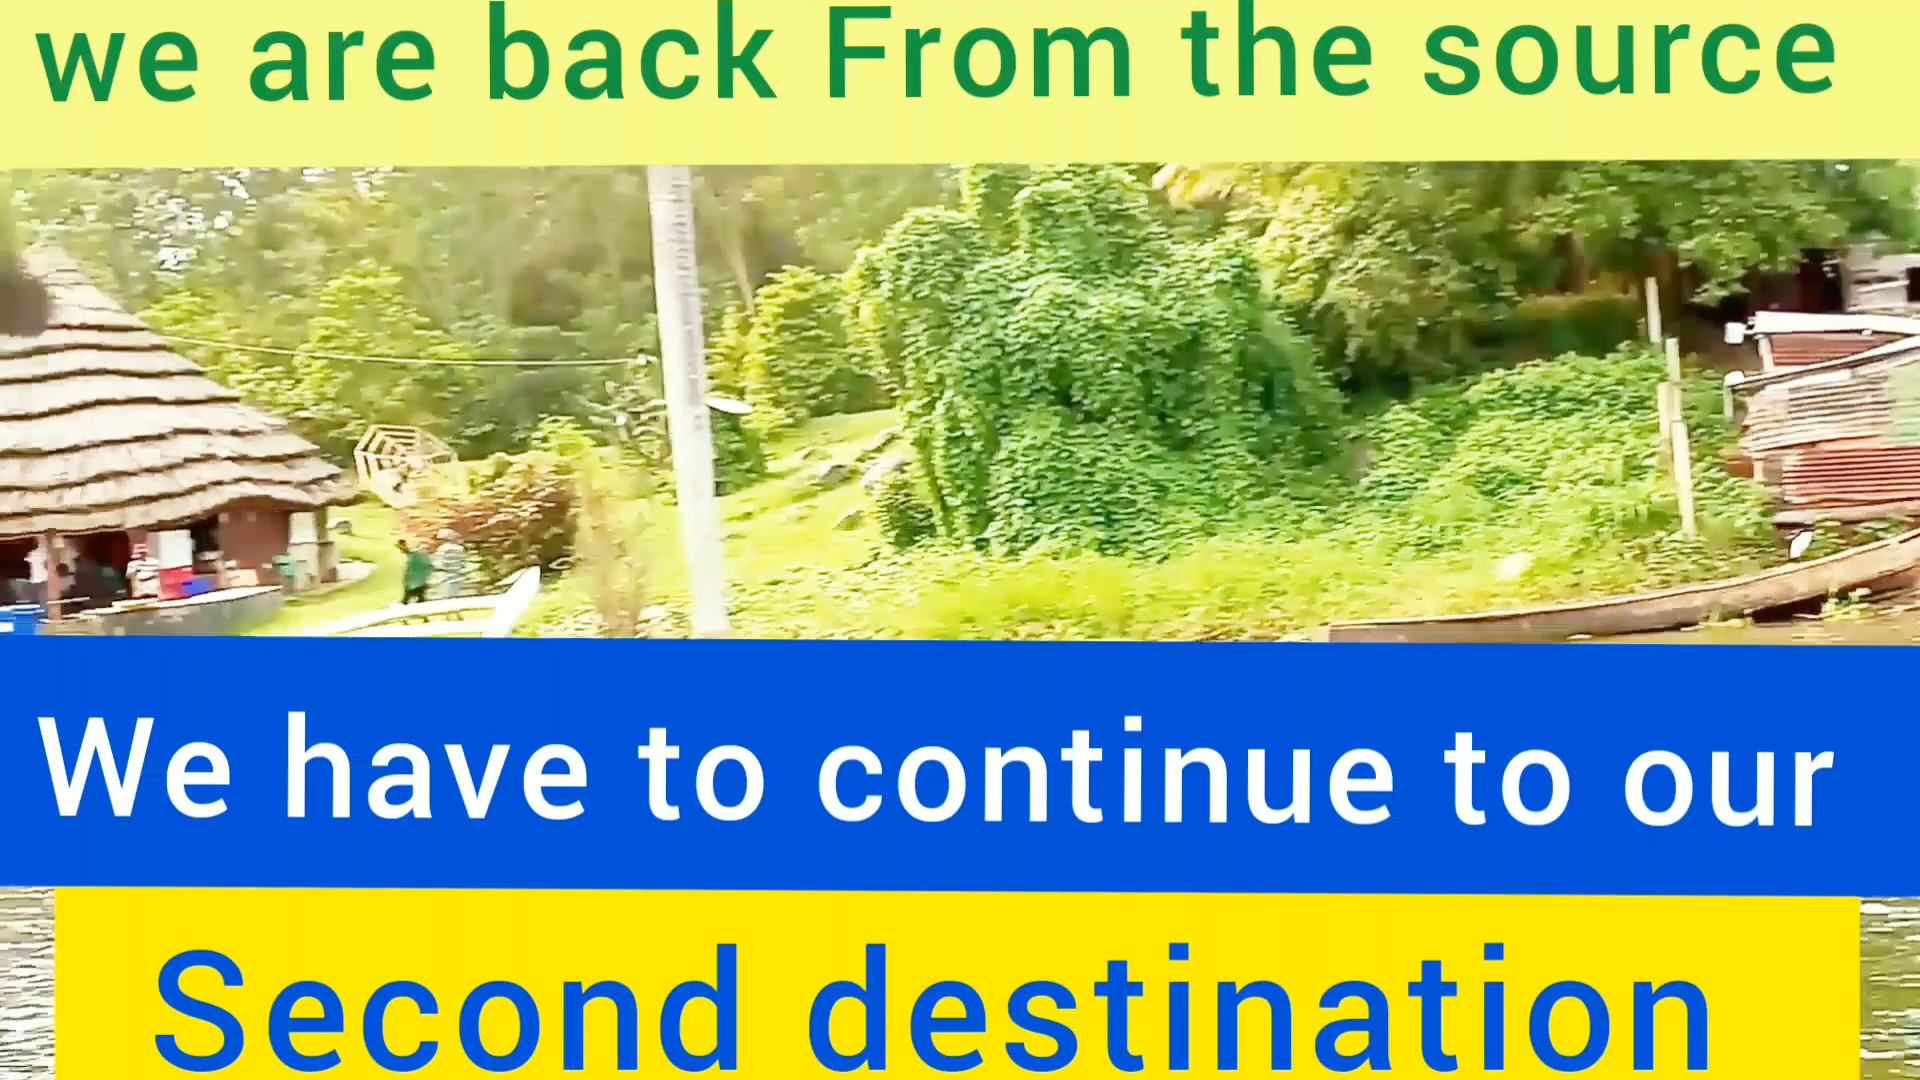 we are back From the source
We have to continue to our
Second destination